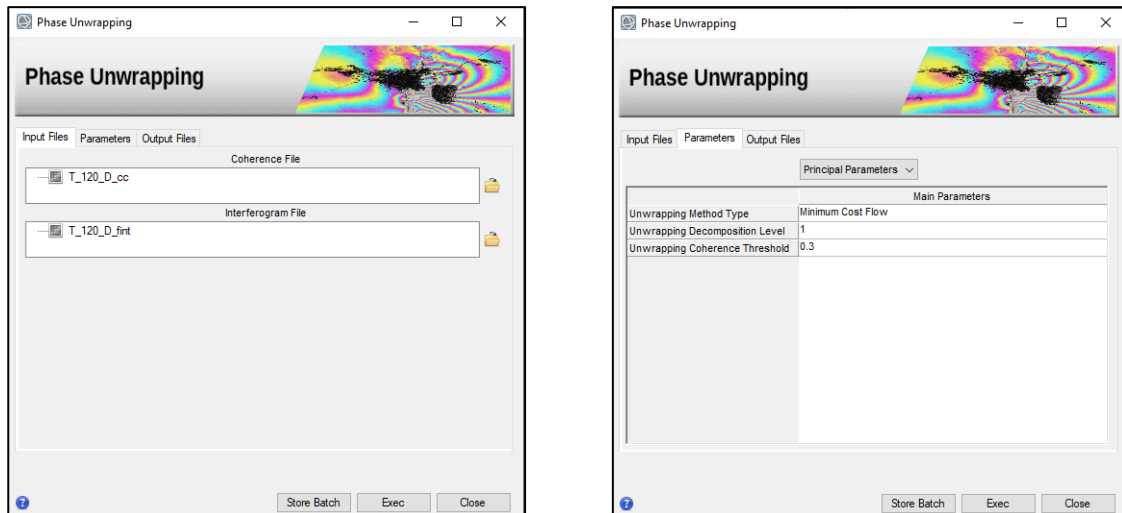 Phase Unwrapping
Phase Unwrapping
Input Files Parameters Output Files
Coherence File
T_120_D_cc
Interferogram File
T_120_D_fint
Store Batch Exec Close
Phase Unwrapping
Phase Unwrapping
Input Files Parameters Output Files
Principal Parameters
Main Parameters
Unwrapping Method Type Minimum Cost Flow
Unwrapping Decomposition Level 1
Unwrapping Coherence Threshold 0.3
Store Batch Exec Close